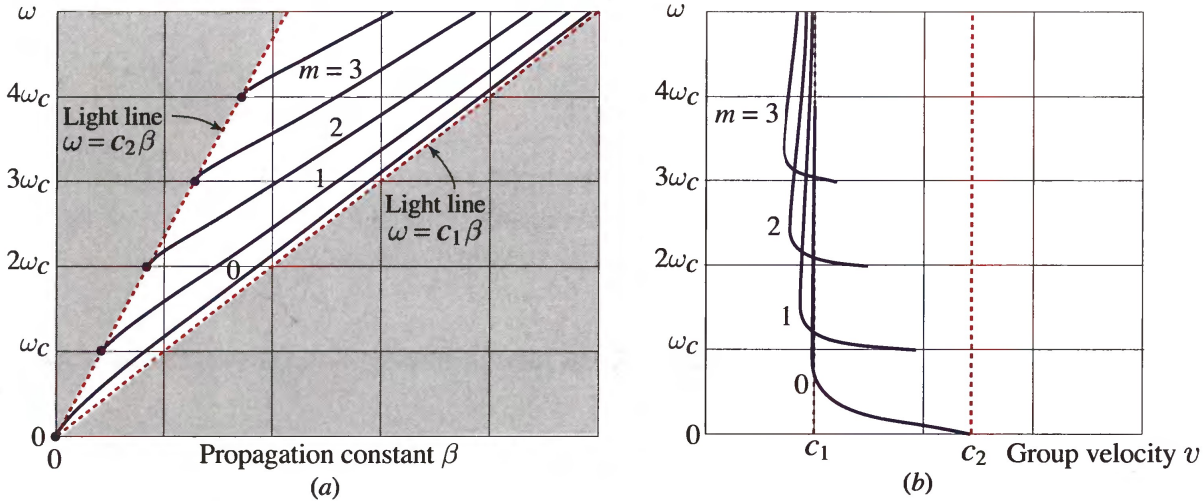 ω
4ωc
3ωc
2ωc
ωc
0
0
Light line
ω = c₂β
m = 3
2
1
0
Light line
ω = c₁β
Propagation constant β
(a)
ω
4ωc
3ωc
2ωc
ωc
0
m = 3
2
1
0
c₁
c₂
Group velocity v
(b)